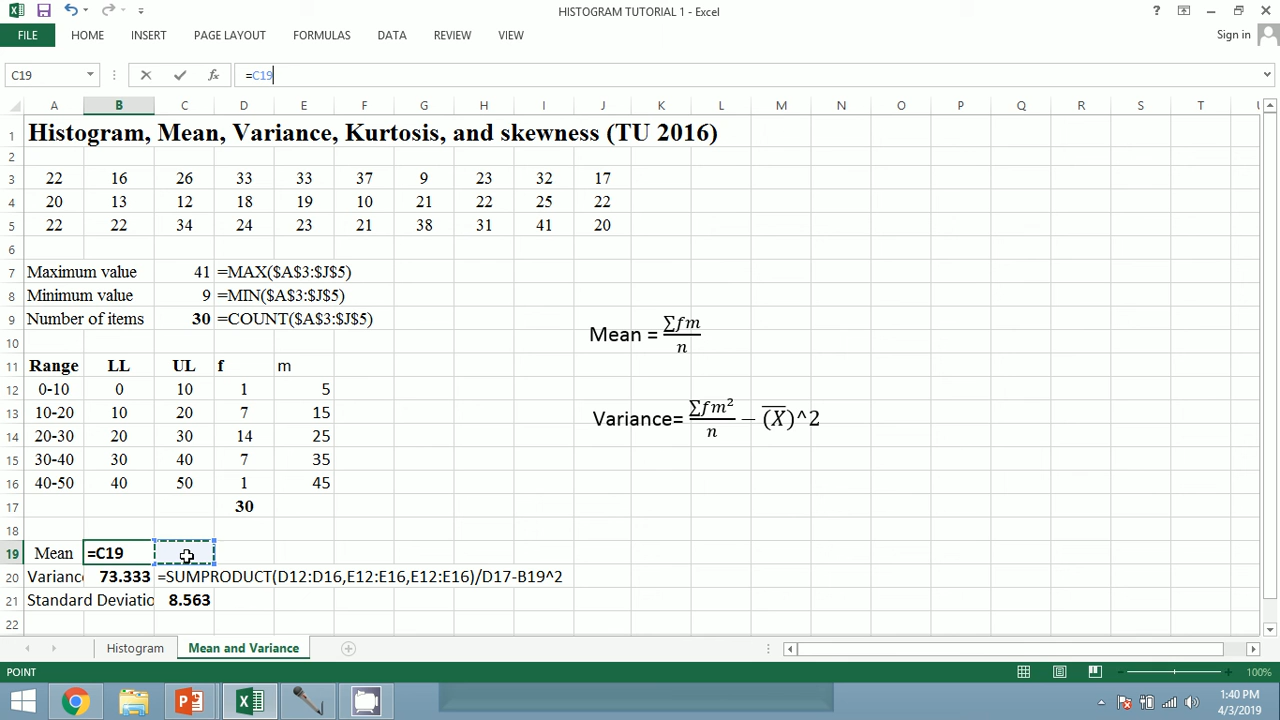 HISTOGRAM TUTORIAL 1 - Excel
?
FILE HOME INSERT PAGE LAYOUT FORMULAS DATA REVIEW VIEW Sign in
C19 fx =C19
A B C D E F G H I J K L M N O P Q R S T
1 Histogram, Mean, Variance, Kurtosis, and skewness (TU 2016)
2
3 22 16 26 33 33 37 9 23 32 17
4 20 13 12 18 19 10 21 22 25 22
5 22 22 34 24 23 21 38 31 41 20
6
7 Maximum value 41 =MAX($A$3:$J$5)
8 Minimum value 9 =MIN($A$3:$J$5)
9 Number of items 30 =COUNT($A$3:$J$5)
Mean = ∑fm/n
10
11 Range LL UL f m
12 0-10 0 10 1 5
13 10-20 10 20 7 15
Variance= ∑fm²/n − (X̅)^2
14 20-30 20 30 14 25
15 30-40 30 40 7 35
16 40-50 40 50 1 45
17 30
18
19 Mean =C19
20 Varianc 73.333 =SUMPRODUCT(D12:D16,E12:E16,E12:E16)/D17-B19^2
21 Standard Deviatio 8.563
22
Histogram Mean and Variance
POINT 100%
1:40 PM
4/3/2019